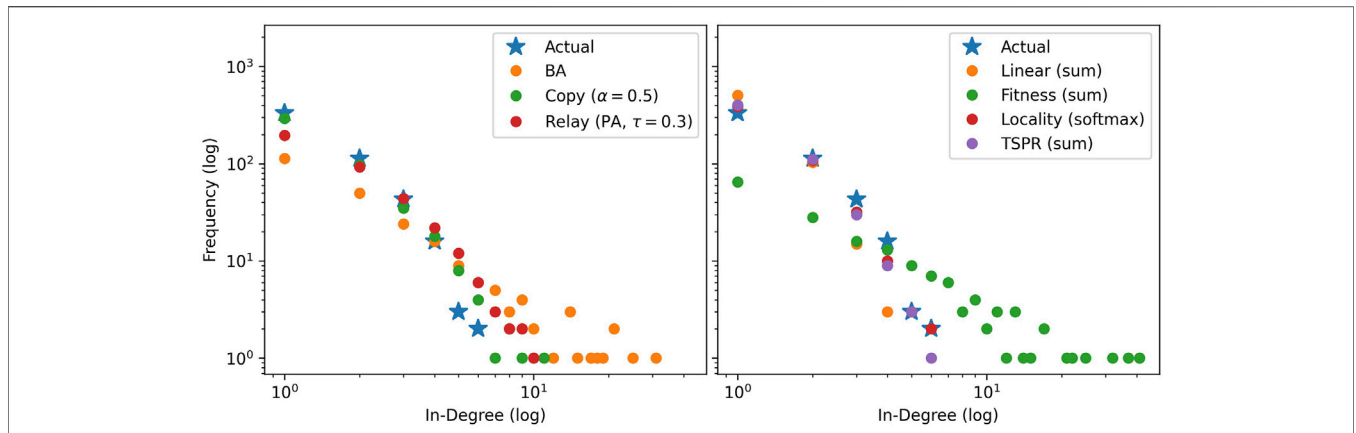 Actual
BA
Copy (α = 0.5)
Relay (PA, τ = 0.3)
10³
10²
10¹
10⁰
Frequency (log)
10⁰
10¹
In-Degree (log)
Actual
Linear (sum)
Fitness (sum)
Locality (softmax)
TSPR (sum)
10⁰
10¹
In-Degree (log)